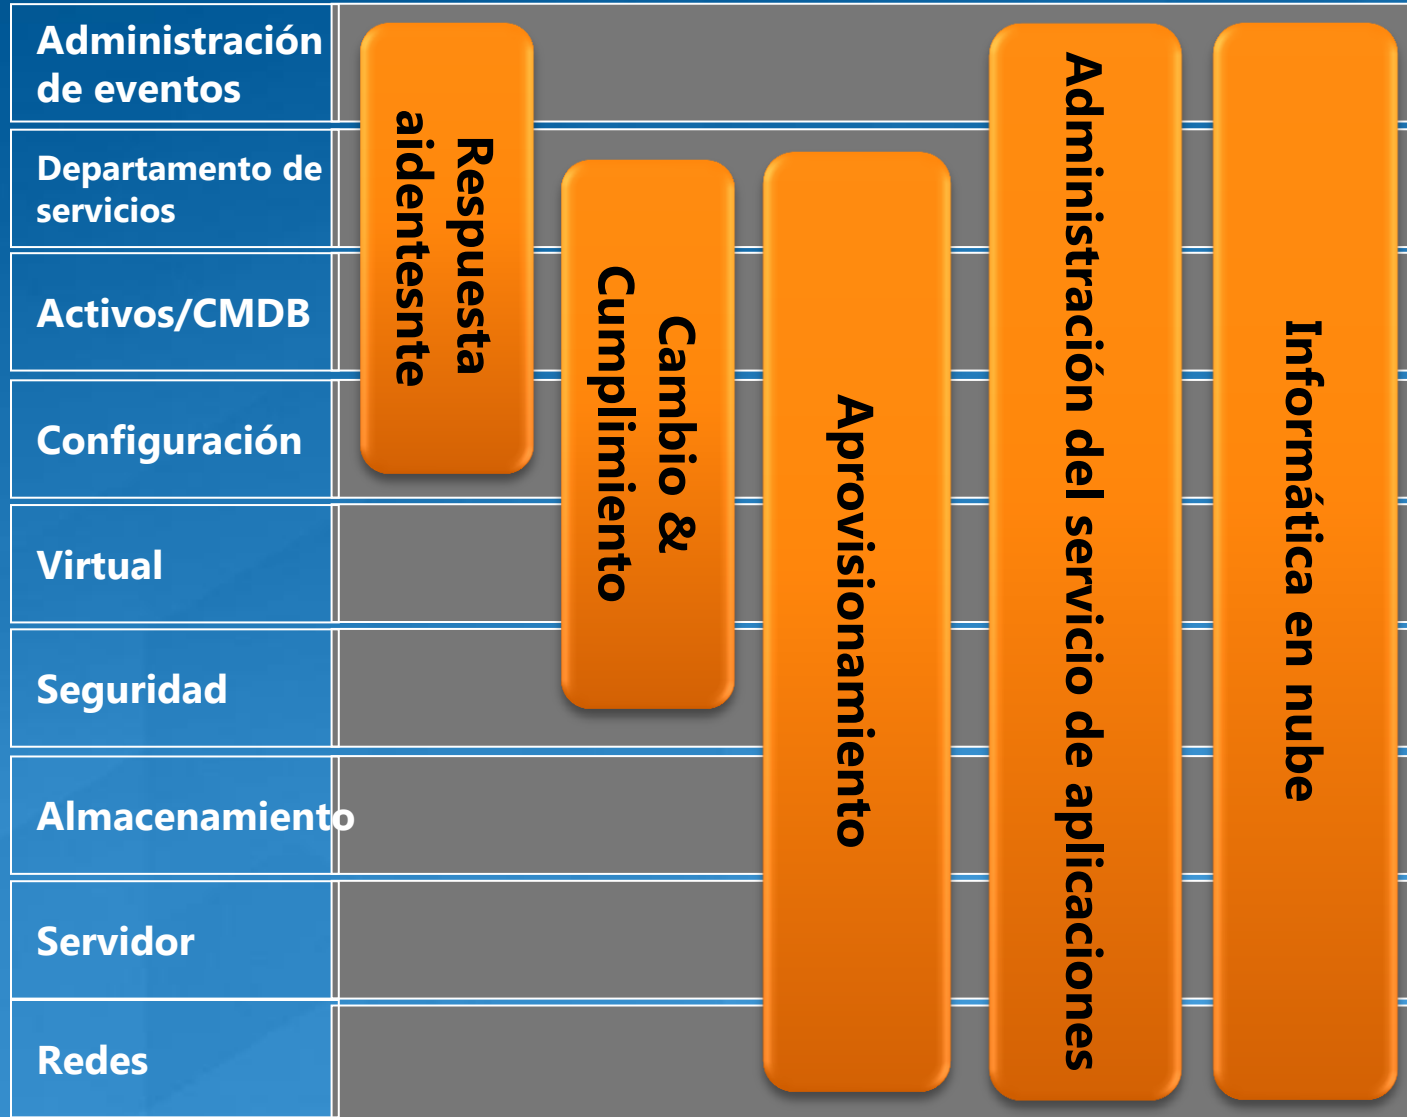 Administración
de eventos
Departamento de
servicios
Activos/CMDB
Configuración
Virtual
Seguridad
Almacenamiento
Servidor
Redes
Respuesta
aidentesnte
Cambio &
Cumplimiento
Aprovisionamiento
Administración del servicio de aplicaciones
Informática en nube